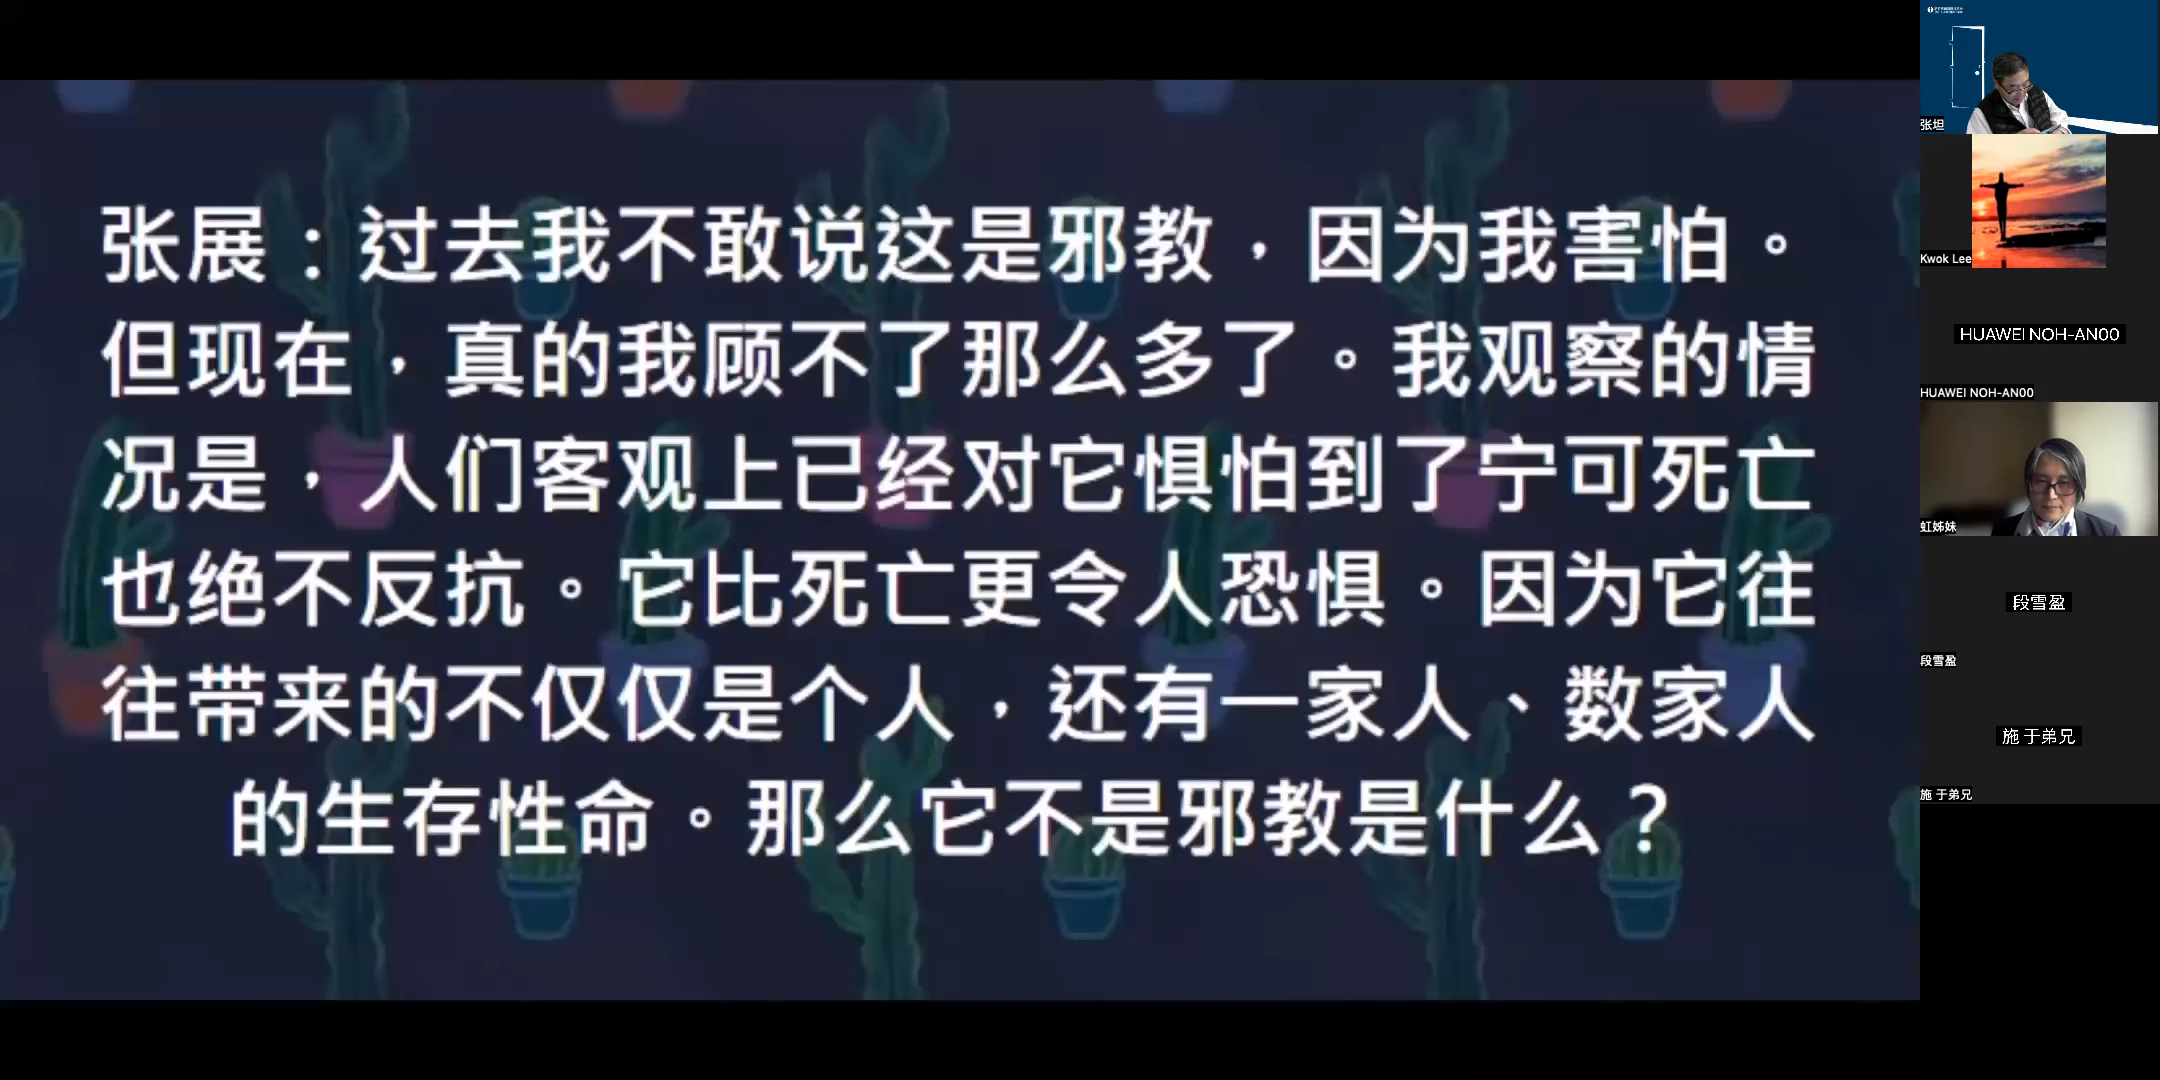 张展：过去我不敢说这是邪教，因为我害怕。
但现在，真的我顾不了那么多了。我观察的情
况是，人们客观上已经对它惧怕到了宁可死亡
也绝不反抗。它比死亡更令人恐惧。因为它往
往带来的不仅仅是个人，还有一家人、数家人
的生存性命。那么它不是邪教是什么？
张坦
Kwok Lee
HUAWEI NOH-AN00
HUAWEI NOH-AN00
虹姊妹
段雪盈
段雪盈
施 于弟兄
施 于弟兄